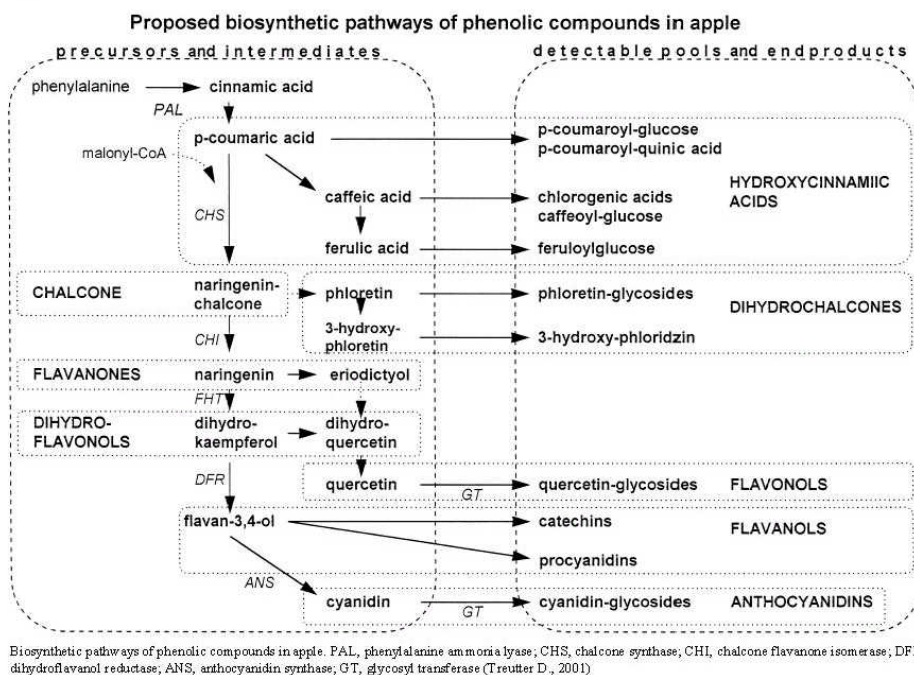 Proposed biosynthetic pathways of phenolic compounds in apple
precursors and intermediates
detectable pools and endproducts
phenylalanine
cinnamic acid
PAL
p-coumaric acid
p-coumaroyl-glucose
p-coumaroyl-quinic acid
malonyl-CoA
HYDROXYCINNAMIIC
ACIDS
caffeic acid
chlorogenic acids
caffeoyl-glucose
CHS
ferulic acid
feruloylglucose
CHALCONE
naringenin-
chalcone
phloretin
phloretin-glycosides
DIHYDROCHALCONES
CHI
3-hydroxy-
phloretin
3-hydroxy-phloridzin
FLAVANONES
naringenin
eriodictyol
FHT
DIHYDRO-
FLAVONOLS
dihydro-
kaempferol
dihydro-
quercetin
DFR
quercetin
GT
quercetin-glycosides
FLAVONOLS
flavan-3,4-ol
catechins
FLAVANOLS
procyanidins
ANS
cyanidin
GT
cyanidin-glycosides
ANTHOCYANIDINS
Biosynthetic pathways of phenolic compounds in apple. PAL, phenylalanine ammonia lyase; CHS, chalcone synthase; CHI, chalcone flavanone isomerase; DF
dihydroflavanol reductase; ANS, anthocyanidin synthase; GT, glycosyl transferase (Treutter D., 2001)